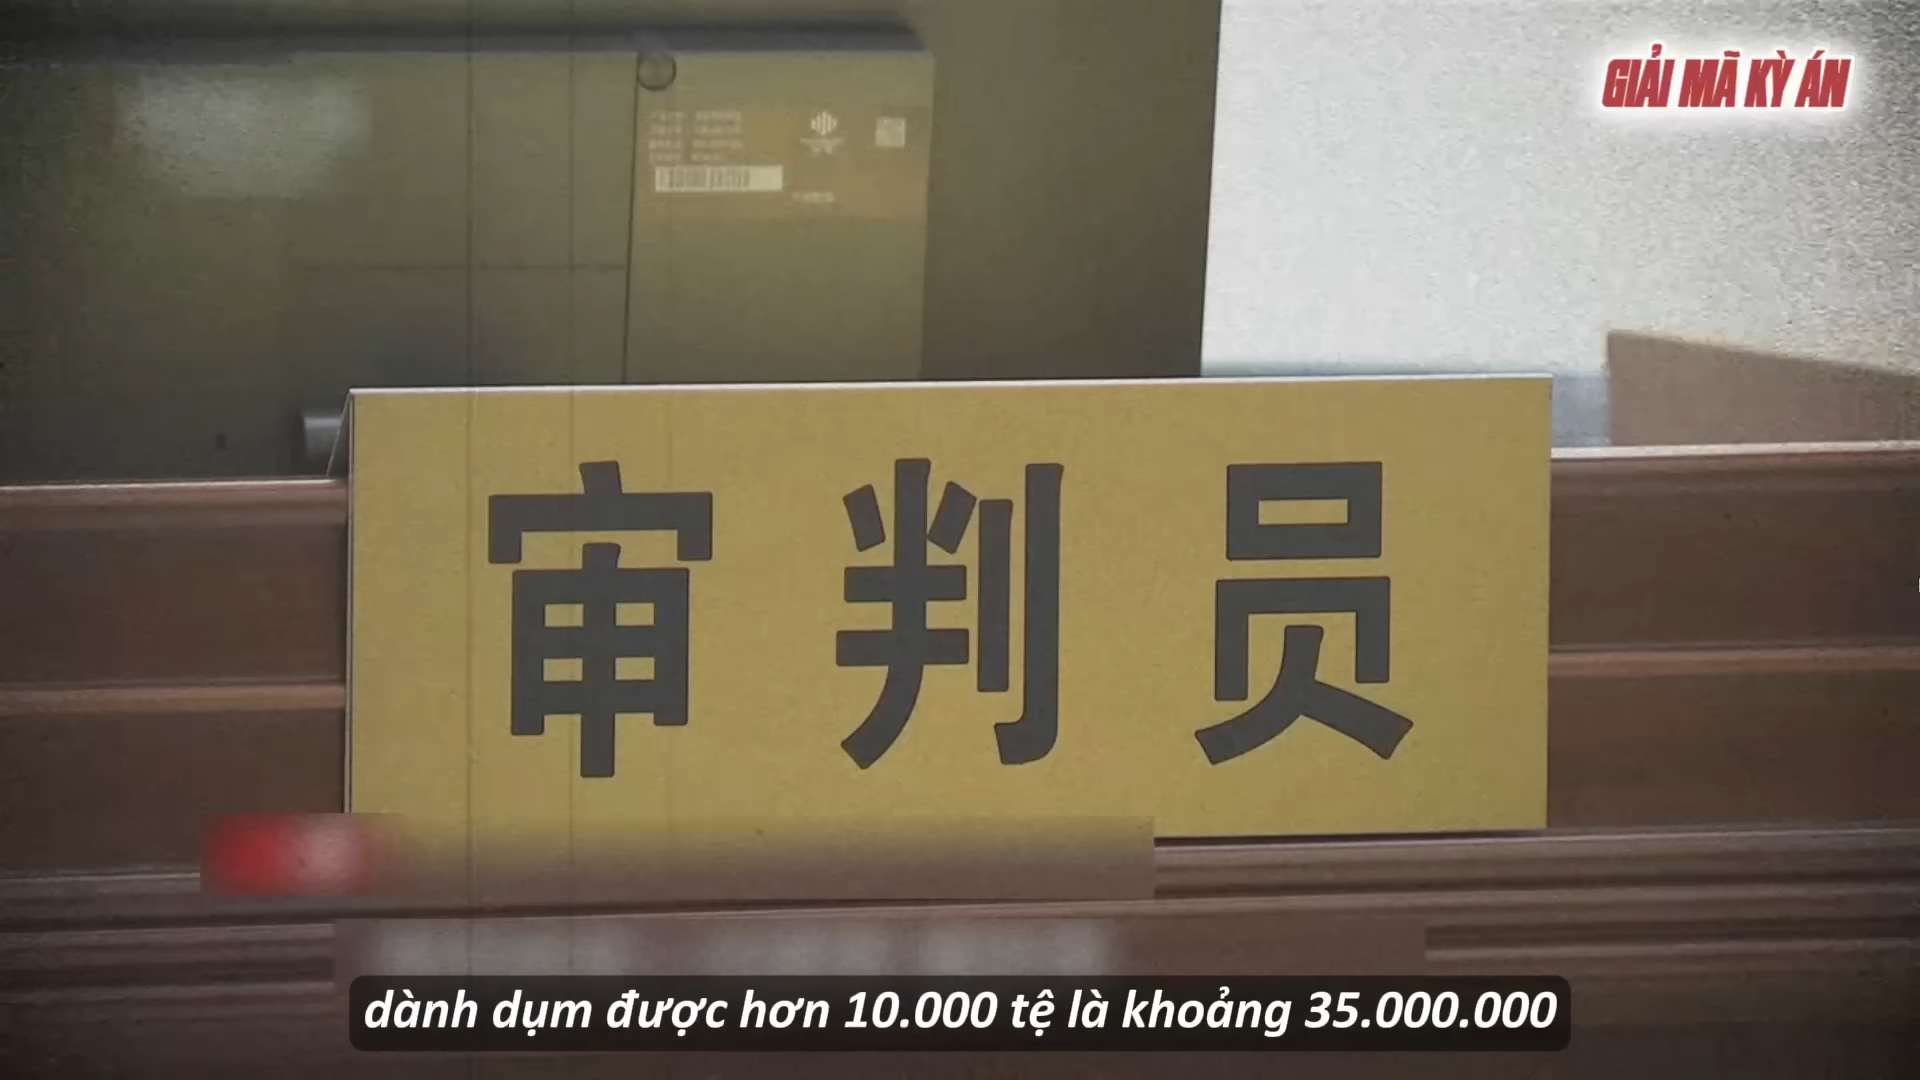 GIẢI MÃ KỲ ÁN
审判员
dành dụm được hơn 10.000 tệ là khoảng 35.000.000